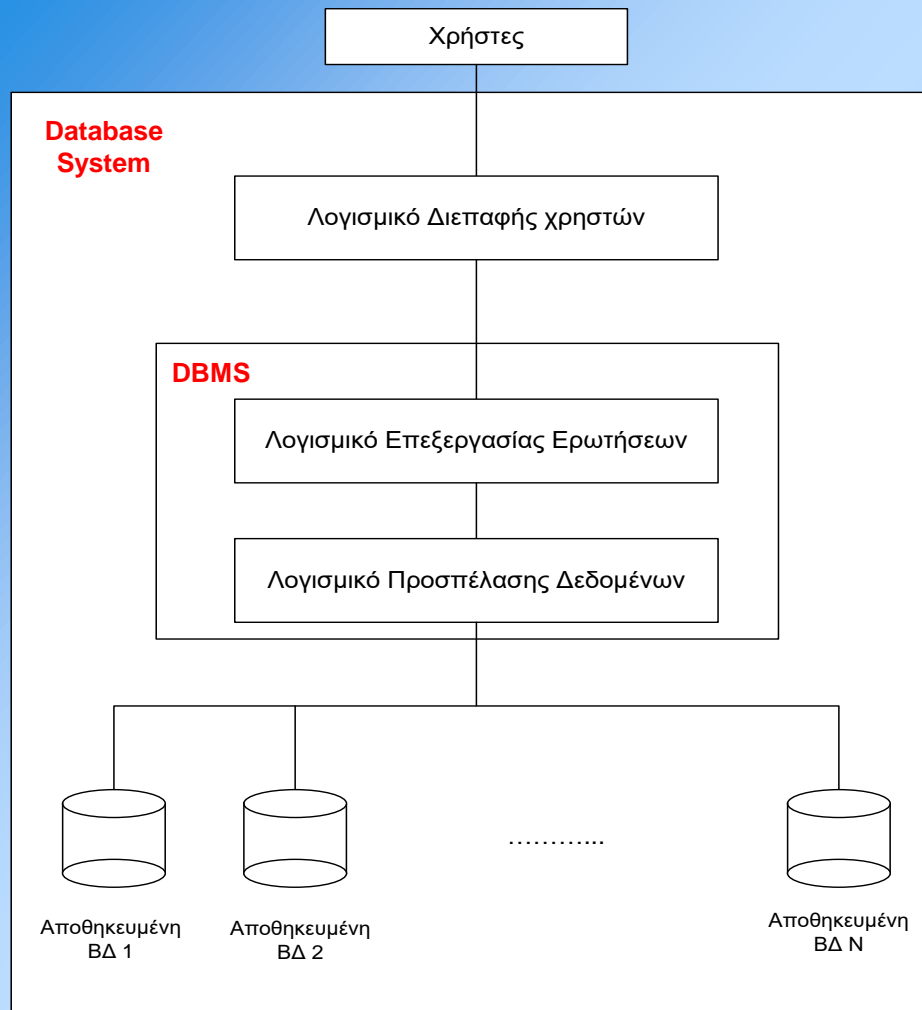 Χρήστες
Database
System
Λογισμικό Διεπαφής χρηστών
DBMS
Λογισμικό Επεξεργασίας Ερωτήσεων
Λογισμικό Προσπέλασης Δεδομένων
………...
Αποθηκευμένη
ΒΔ 1
Αποθηκευμένη
ΒΔ 2
Αποθηκευμένη
ΒΔ Ν